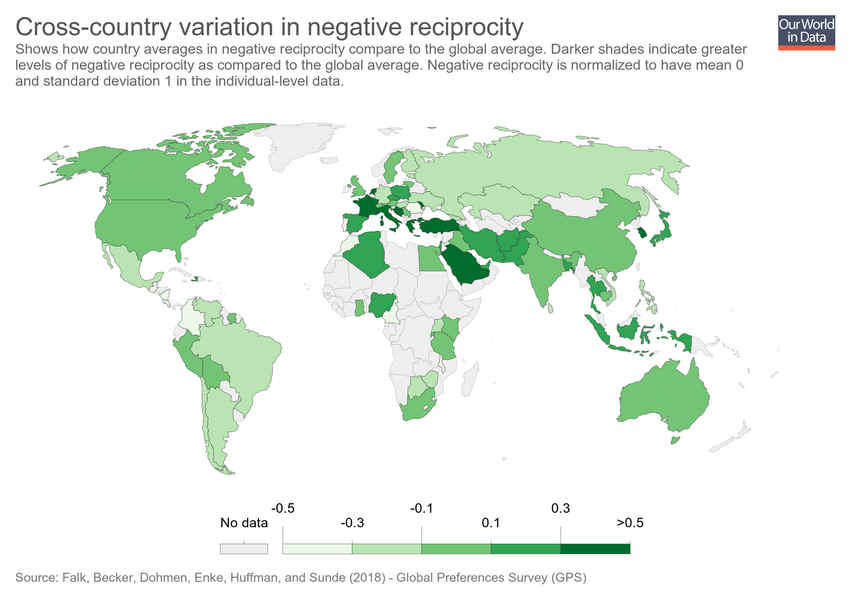 Cross-country variation in negative reciprocity
Our World
in Data
Shows how country averages in negative reciprocity compare to the global average. Darker shades indicate greater
levels of negative reciprocity as compared to the global average. Negative reciprocity is normalized to have mean 0
and standard deviation 1 in the individual-level data.
-0.5 -0.1 0.3
No data -0.3 0.1 >0.5
Source: Falk, Becker, Dohmen, Enke, Huffman, and Sunde (2018) - Global Preferences Survey (GPS)